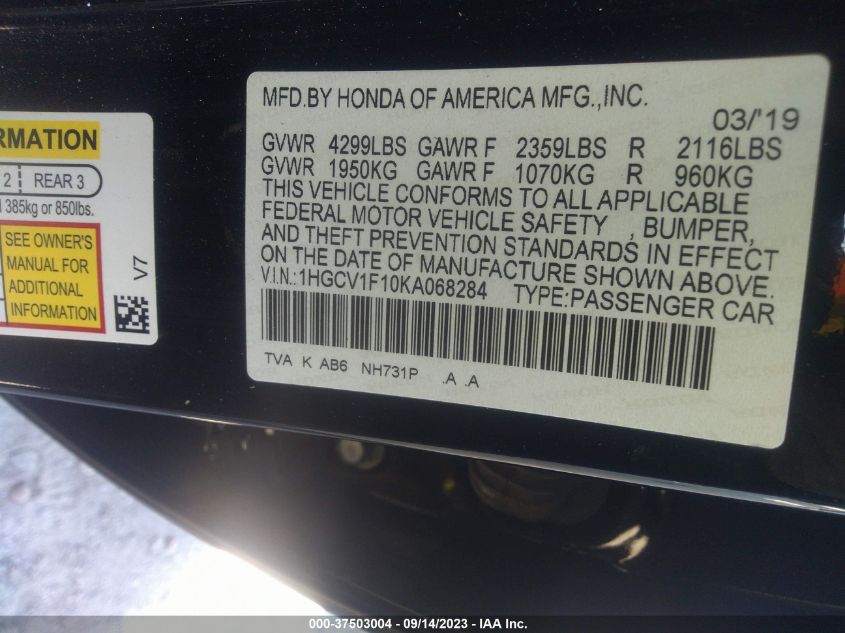 RMATION
2 REAR 3
385kg or 850lbs.
SEE OWNER'S
MANUAL FOR
ADDITIONAL
INFORMATION
V7
MFD.BY HONDA OF AMERICA MFG.,INC.
03/'19
GVWR 4299LBS GAWR F 2359LBS R 2116LBS
GVWR 1950KG GAWR F 1070KG R 960KG
THIS VEHICLE CONFORMS TO ALL APPLICABLE
FEDERAL MOTOR VEHICLE SAFETY , BUMPER,
AND THEFT PREVENTION STANDARDS IN EFFECT
ON THE DATE OF MANUFACTURE SHOWN ABOVE.
V.I.N.:1HGCV1F10KA068284 TYPE:PASSENGER CAR
TVA K AB6 NH731P .A .A
000-37503004 - 09/14/2023 - IAA Inc.